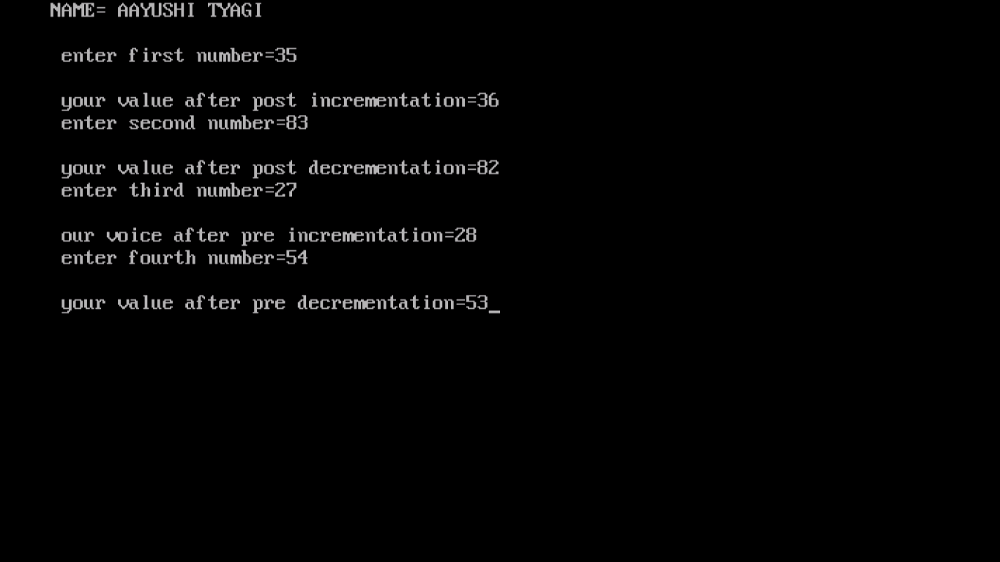 NAME= AAYUSHI TYAGI
enter first number=35
your value after post incrementation=36
enter second number=83
your value after post decrementation=82
enter third number=27
our voice after pre incrementation=28
enter fourth number=54
your value after pre decrementation=53_